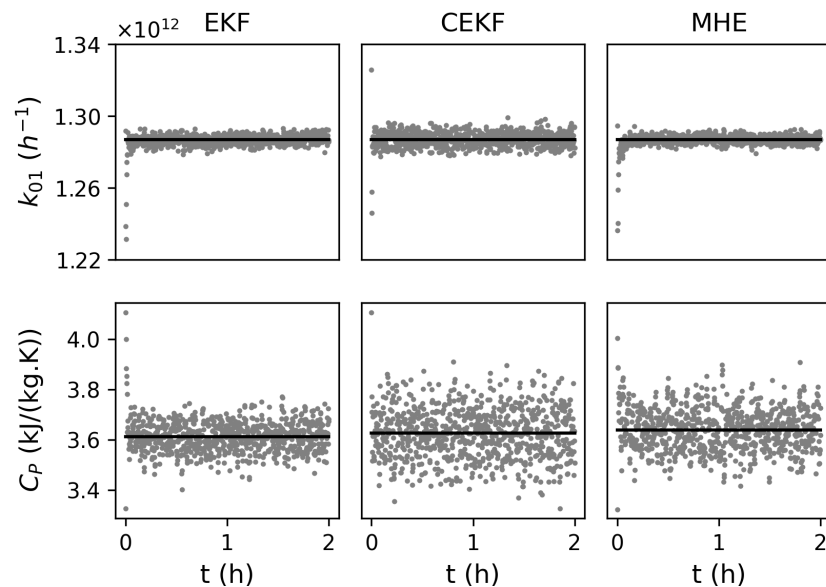 EKF CEKF MHE
×10¹²
1.34
1.30
1.26
1.22
k₀₁ (h⁻¹)
4.0
3.8
3.6
3.4
C_P (kJ/(kg.K))
0 1 2 0 1 2 0 1 2
t (h) t (h) t (h)